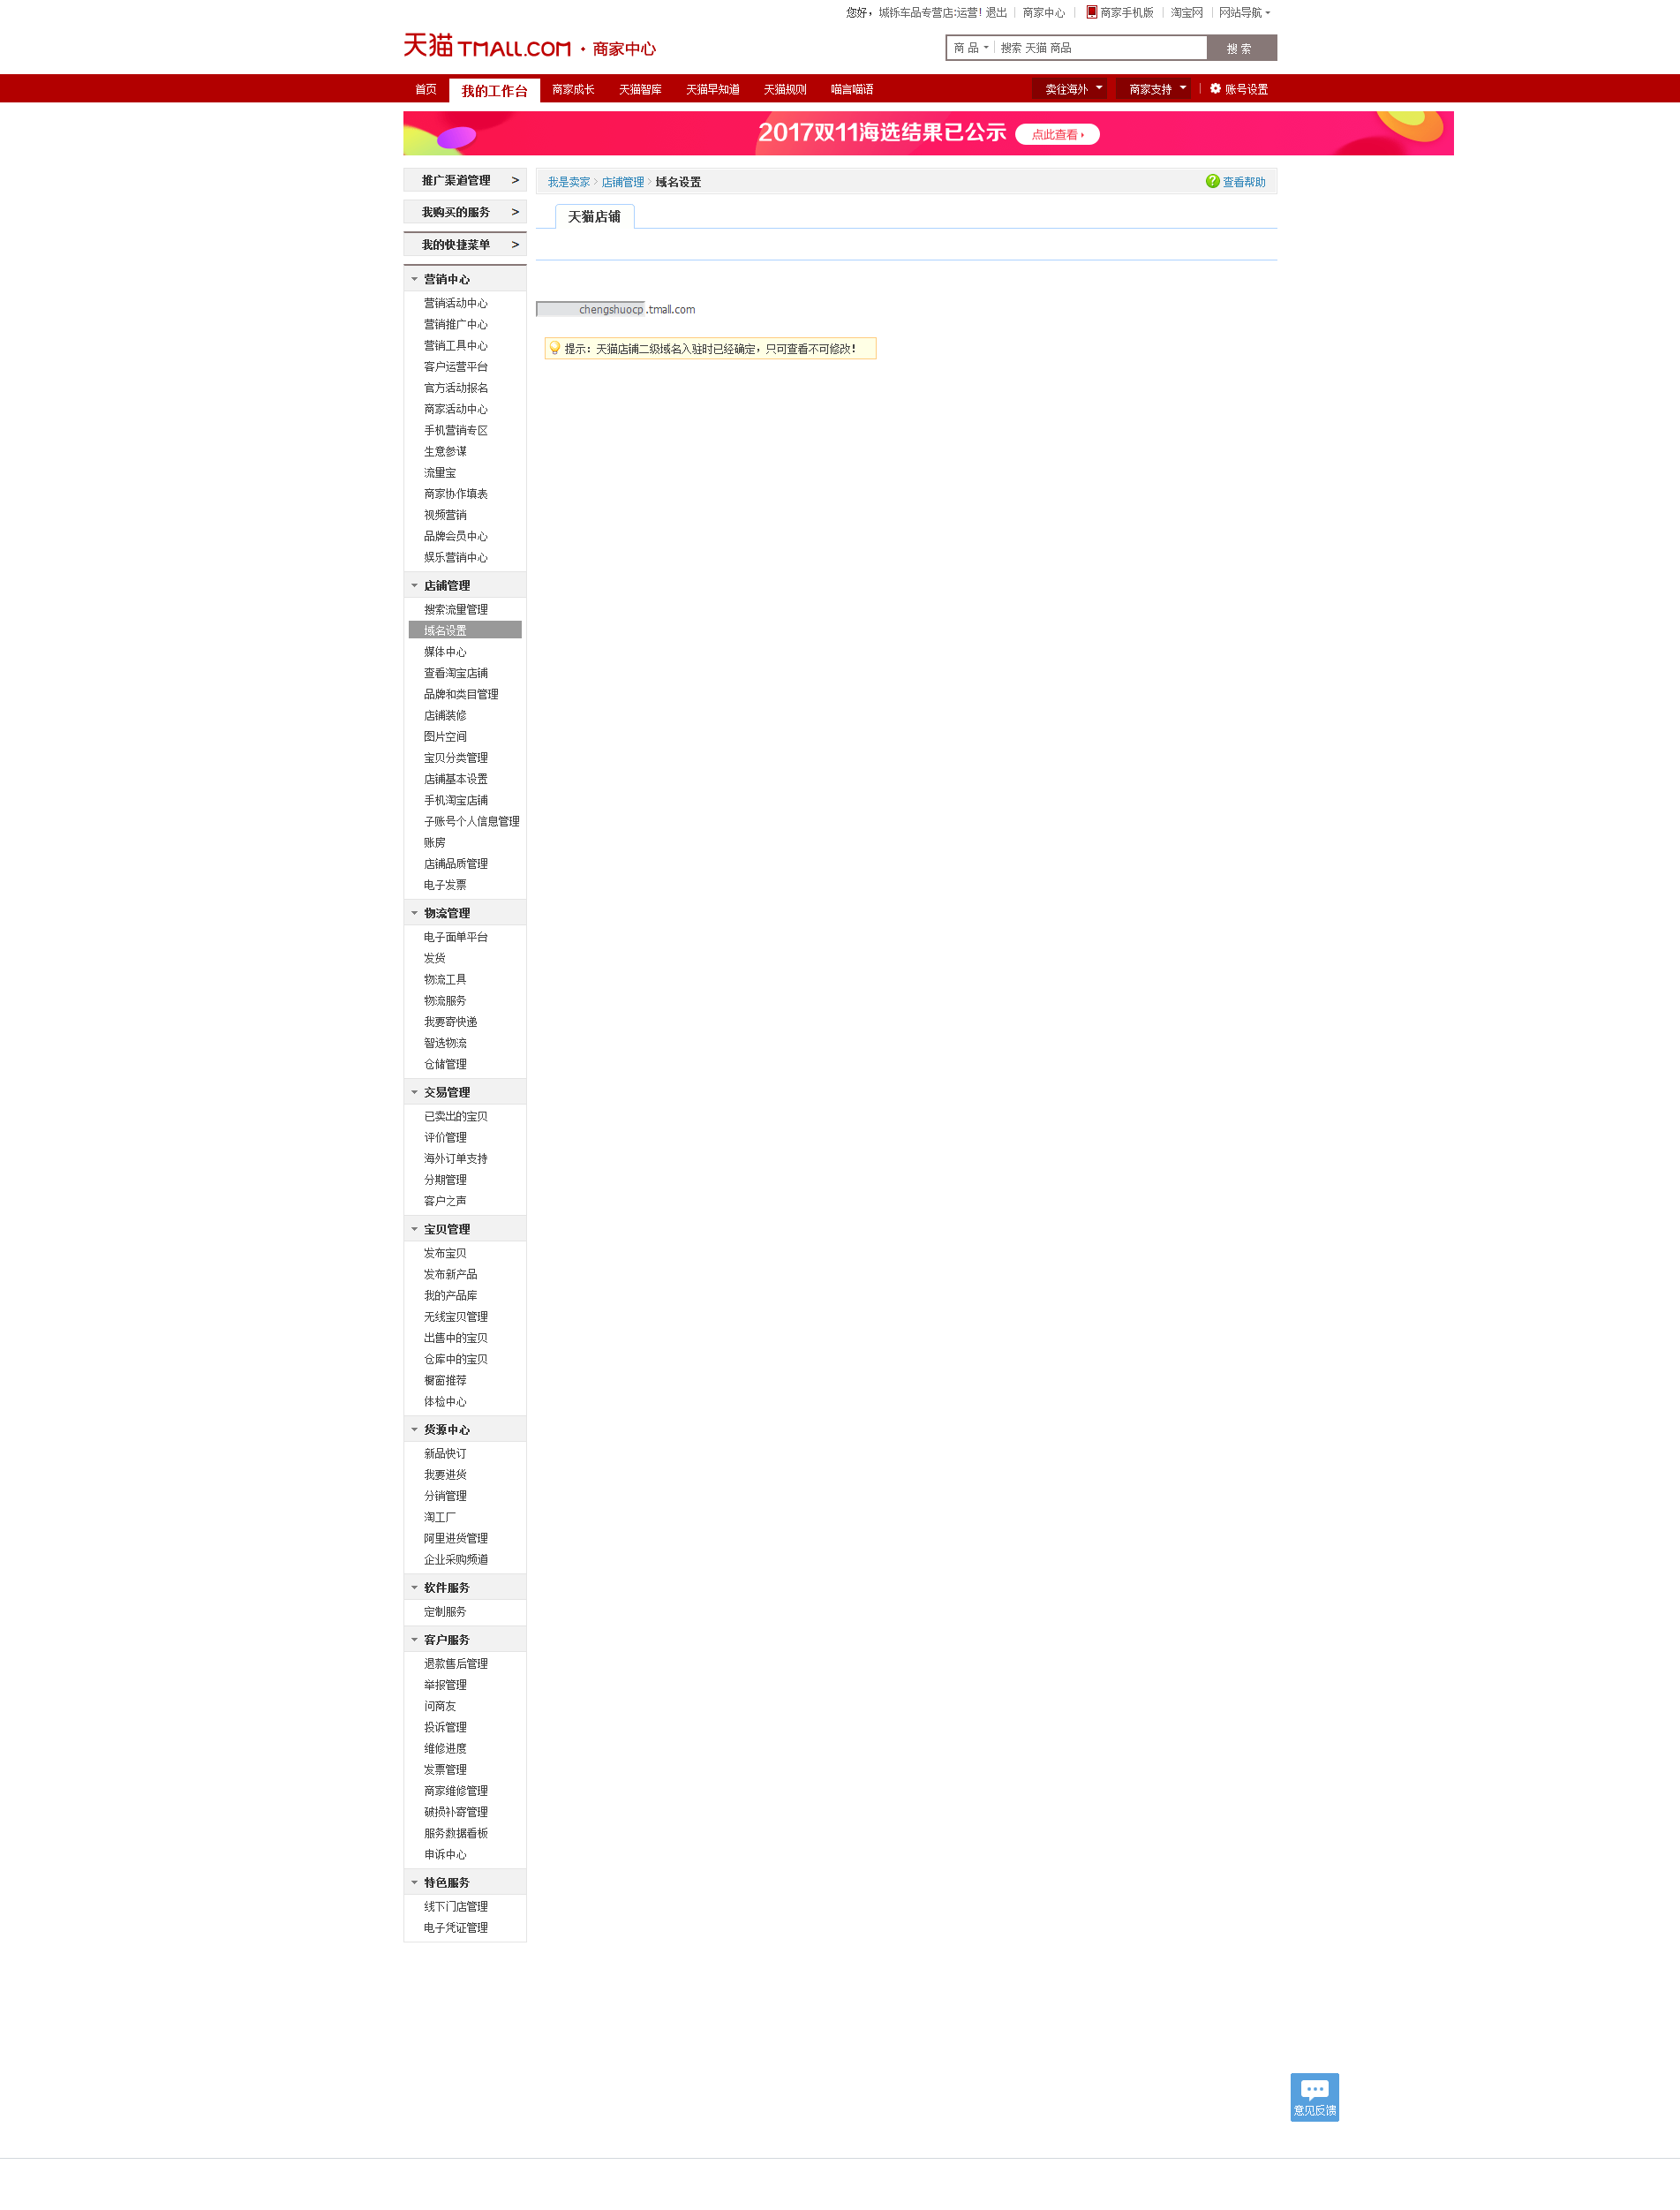 您好，城铄车品专营店:运营! 退出 商家中心 商家手机版 淘宝网 网站导航
天猫 TMALL.COM · 商家中心
商 品 搜索 天猫 商品 搜 索
首页 我的工作台 商家成长 天猫智库 天猫早知道 天猫规则 喵言喵语 卖往海外 商家支持 账号设置
2017双11海选结果已公示 点此查看
推广渠道管理 >
我购买的服务 >
我的快捷菜单 >
我是卖家 店铺管理 域名设置 查看帮助
天猫店铺
chengshuocp .tmall.com
提示：天猫店铺二级域名入驻时已经确定，只可查看不可修改！
营销中心
营销活动中心
营销推广中心
营销工具中心
客户运营平台
官方活动报名
商家活动中心
手机营销专区
生意参谋
流量宝
商家协作填表
视频营销
品牌会员中心
娱乐营销中心
店铺管理
搜索流量管理
域名设置
媒体中心
查看淘宝店铺
品牌和类目管理
店铺装修
图片空间
宝贝分类管理
店铺基本设置
手机淘宝店铺
子账号个人信息管理
账房
店铺品质管理
电子发票
物流管理
电子面单平台
发货
物流工具
物流服务
我要寄快递
智选物流
仓储管理
交易管理
已卖出的宝贝
评价管理
海外订单支持
分期管理
客户之声
宝贝管理
发布宝贝
发布新产品
我的产品库
无线宝贝管理
出售中的宝贝
仓库中的宝贝
橱窗推荐
体检中心
货源中心
新品快订
我要进货
分销管理
淘工厂
阿里进货管理
企业采购频道
软件服务
定制服务
客户服务
退款售后管理
举报管理
问商友
投诉管理
维修进度
发票管理
商家维修管理
破损补寄管理
服务数据看板
申诉中心
特色服务
线下门店管理
电子凭证管理
意见反馈